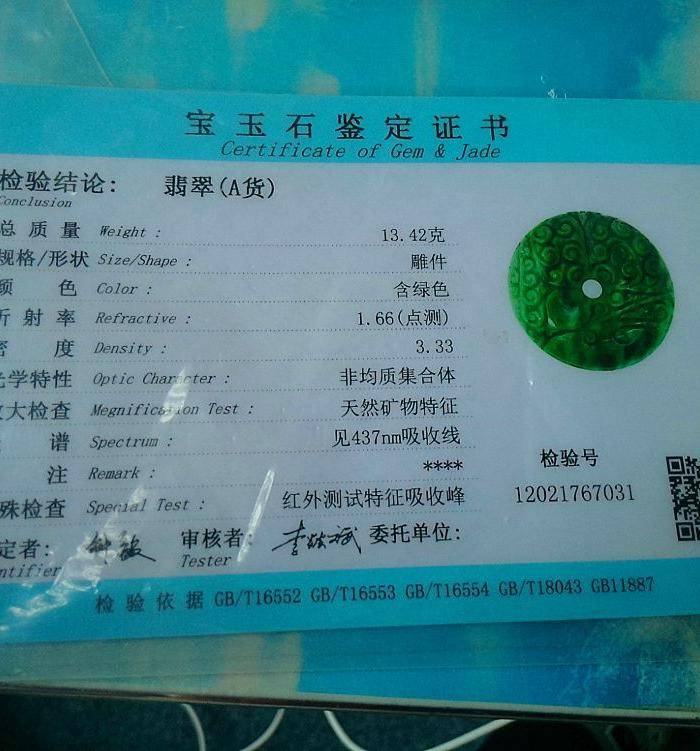 宝玉石鉴定证书
Certificate of Gem & Jade
检验结论: 翡翠(A货)
Conclusion
总质量 Weight : 13.42克
规格/形状 Size/Shape : 雕件
颜色 Color : 含绿色
折射率 Refractive : 1.66(点测)
密度 Density : 3.33
光学特性 Optic Character : 非均质集合体
放大检查 Megnification Test : 天然矿物特征
谱 Spectrum : 见437nm吸收线
注 Remark : ****
殊检查 Special Test : 红外测试特征吸收峰
检验号
12021767031
定者: 审核者: 委托单位:
ntifier Tester
检验依据 GB/T16552 GB/T16553 GB/T16554 GB/T18043 GB11887